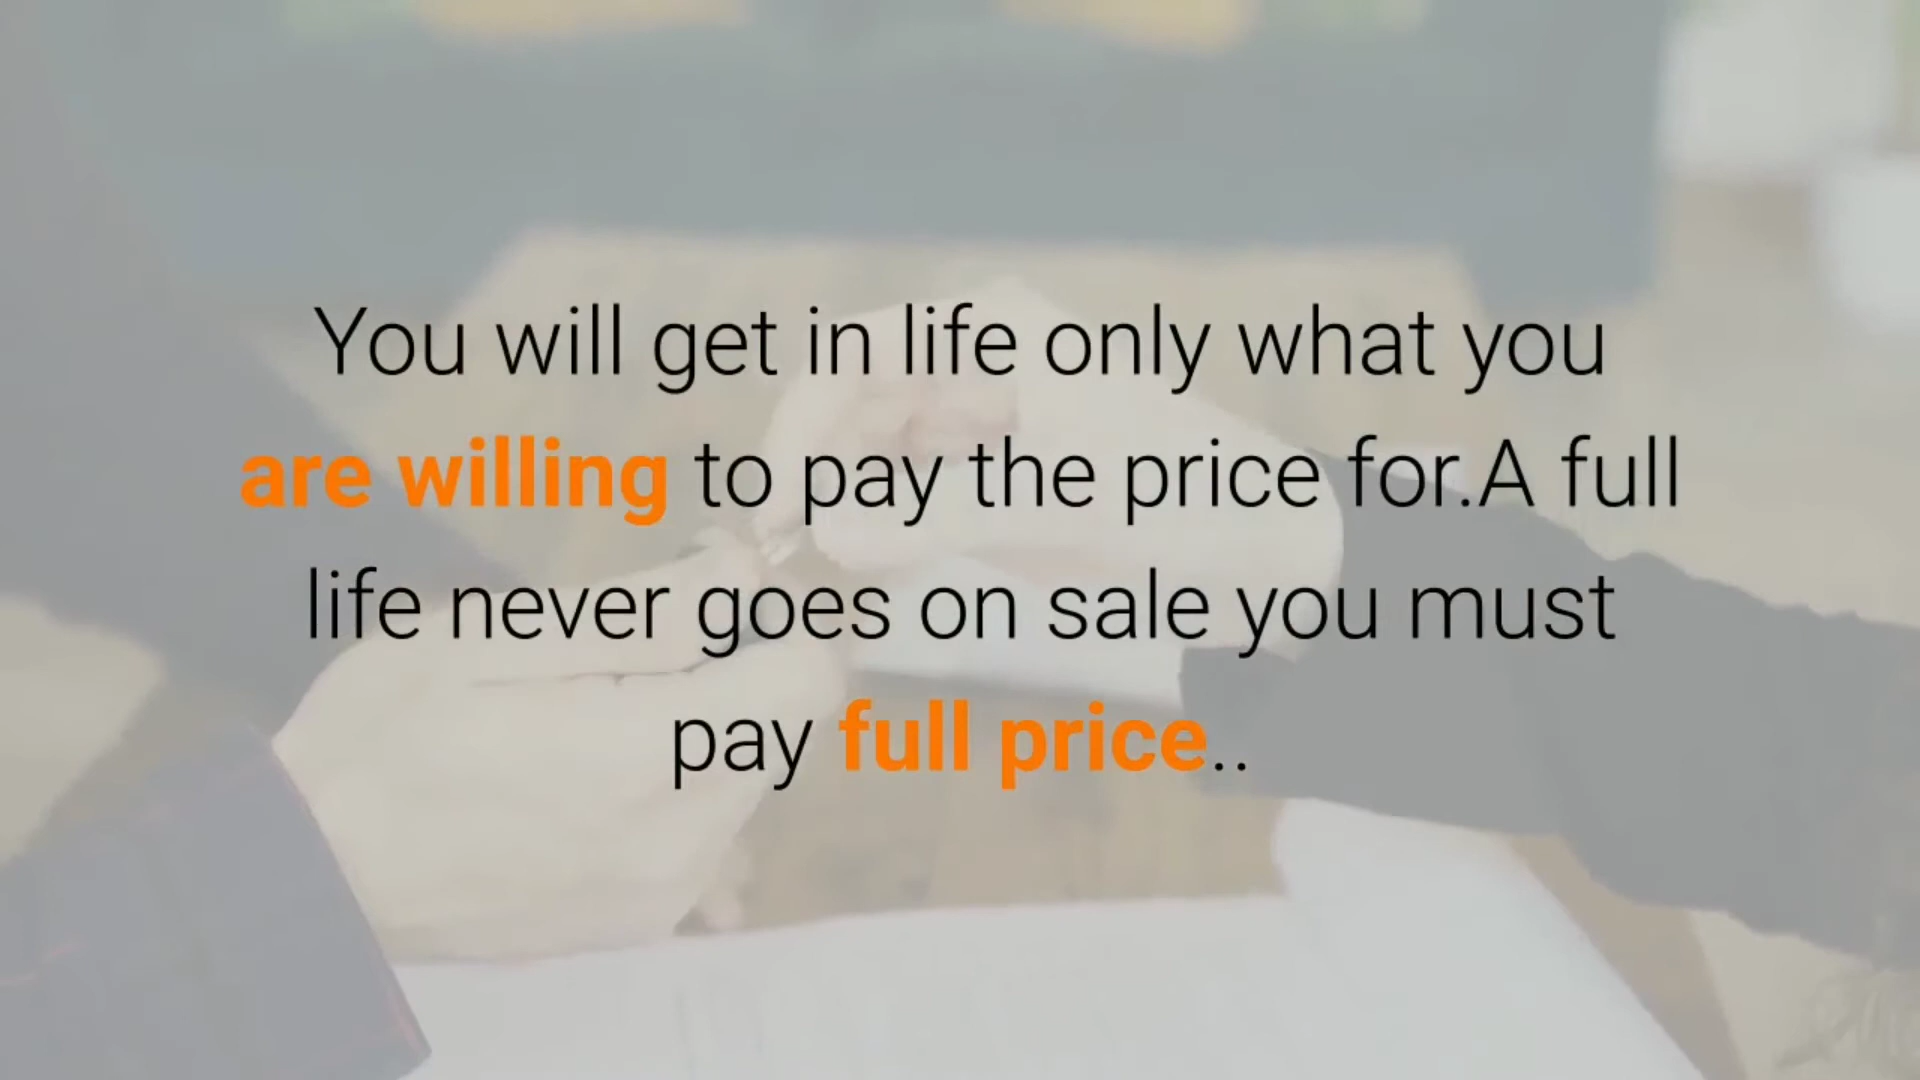 You will get in life only what you
are willing to pay the price for.A full
life never goes on sale you must
pay full price..